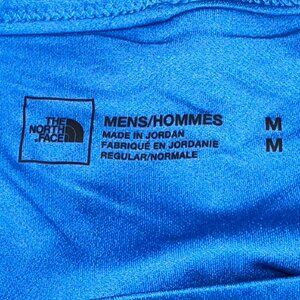 THE
NORTH
FACE
MENS/HOMMES
MADE IN JORDAN
FABRIQUÉ EN JORDANIE
REGULAR/NORMALE
M
M